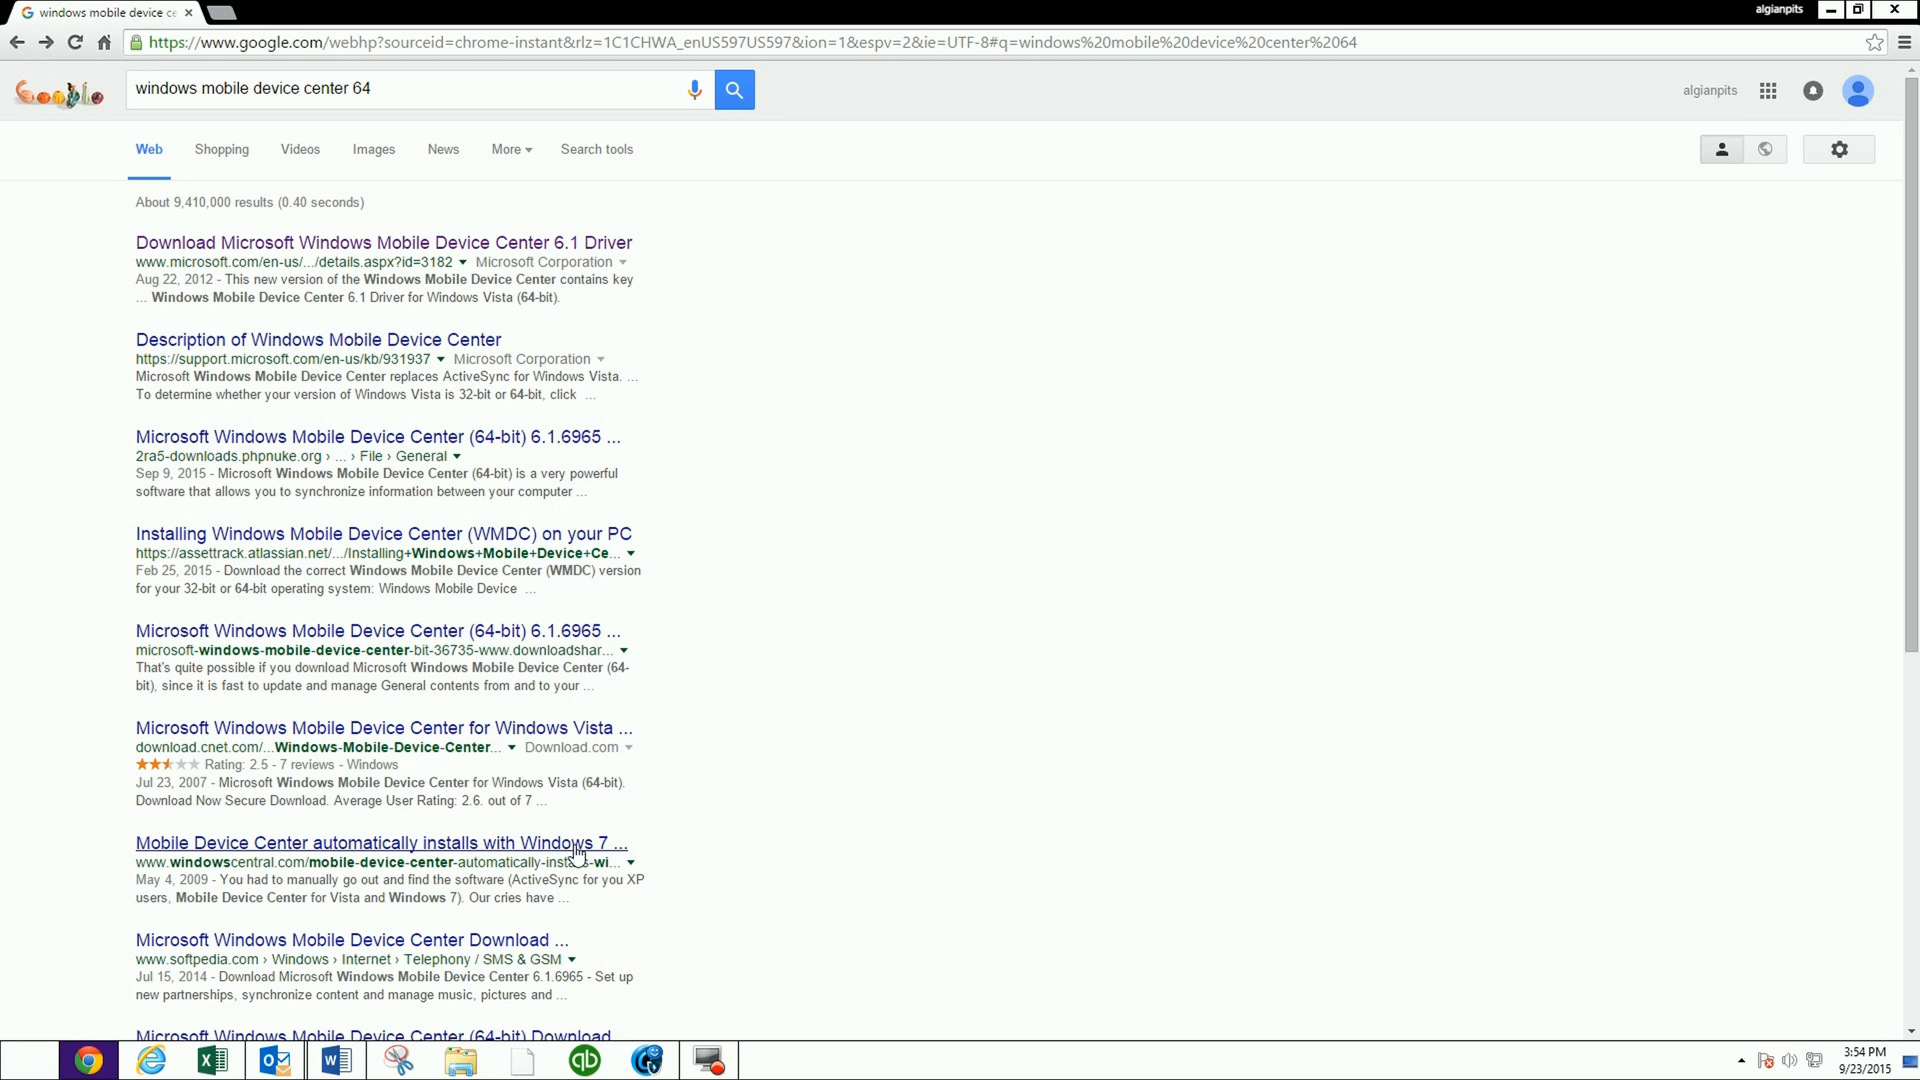 windows mobile device ce
algianpits
https://www.google.com/webhp?sourceid=chrome-instant&rlz=1C1CHWA_enUS597US597&ion=1&espv=2&ie=UTF-8#q=windows%20mobile%20device%20center%2064
Google
windows mobile device center 64
algianpits
Web Shopping Videos Images News More Search tools
About 9,410,000 results (0.40 seconds)
Download Microsoft Windows Mobile Device Center 6.1 Driver
www.microsoft.com/en-us/.../details.aspx?id=3182 Microsoft Corporation
Aug 22, 2012 - This new version of the Windows Mobile Device Center contains key
... Windows Mobile Device Center 6.1 Driver for Windows Vista (64-bit).
Description of Windows Mobile Device Center
https://support.microsoft.com/en-us/kb/931937 Microsoft Corporation
Microsoft Windows Mobile Device Center replaces ActiveSync for Windows Vista. ...
To determine whether your version of Windows Vista is 32-bit or 64-bit, click ...
Microsoft Windows Mobile Device Center (64-bit) 6.1.6965 ...
2ra5-downloads.phpnuke.org › ... › File › General
Sep 9, 2015 - Microsoft Windows Mobile Device Center (64-bit) is a very powerful
software that allows you to synchronize information between your computer ...
Installing Windows Mobile Device Center (WMDC) on your PC
https://assettrack.atlassian.net/.../Installing+Windows+Mobile+Device+Ce...
Feb 25, 2015 - Download the correct Windows Mobile Device Center (WMDC) version
for your 32-bit or 64-bit operating system: Windows Mobile Device ...
Microsoft Windows Mobile Device Center (64-bit) 6.1.6965 ...
microsoft-windows-mobile-device-center-bit-36735-www.downloadshar...
That's quite possible if you download Microsoft Windows Mobile Device Center (64-
bit), since it is fast to update and manage General contents from and to your ...
Microsoft Windows Mobile Device Center for Windows Vista ...
download.cnet.com/...Windows-Mobile-Device-Center... Download.com
Rating: 2.5 - 7 reviews - Windows
Jul 23, 2007 - Microsoft Windows Mobile Device Center for Windows Vista (64-bit).
Download Now Secure Download. Average User Rating: 2.6. out of 7 ...
Mobile Device Center automatically installs with Windows 7 ...
www.windowscentral.com/mobile-device-center-automatically-installs-wi...
May 4, 2009 - You had to manually go out and find the software (ActiveSync for you XP
users, Mobile Device Center for Vista and Windows 7). Our cries have ...
Microsoft Windows Mobile Device Center Download ...
www.softpedia.com › Windows › Internet › Telephony / SMS & GSM
Jul 15, 2014 - Download Microsoft Windows Mobile Device Center 6.1.6965 - Set up
new partnerships, synchronize content and manage music, pictures and ...
Microsoft Windows Mobile Device Center (64-bit) Download
3:54 PM
9/23/2015